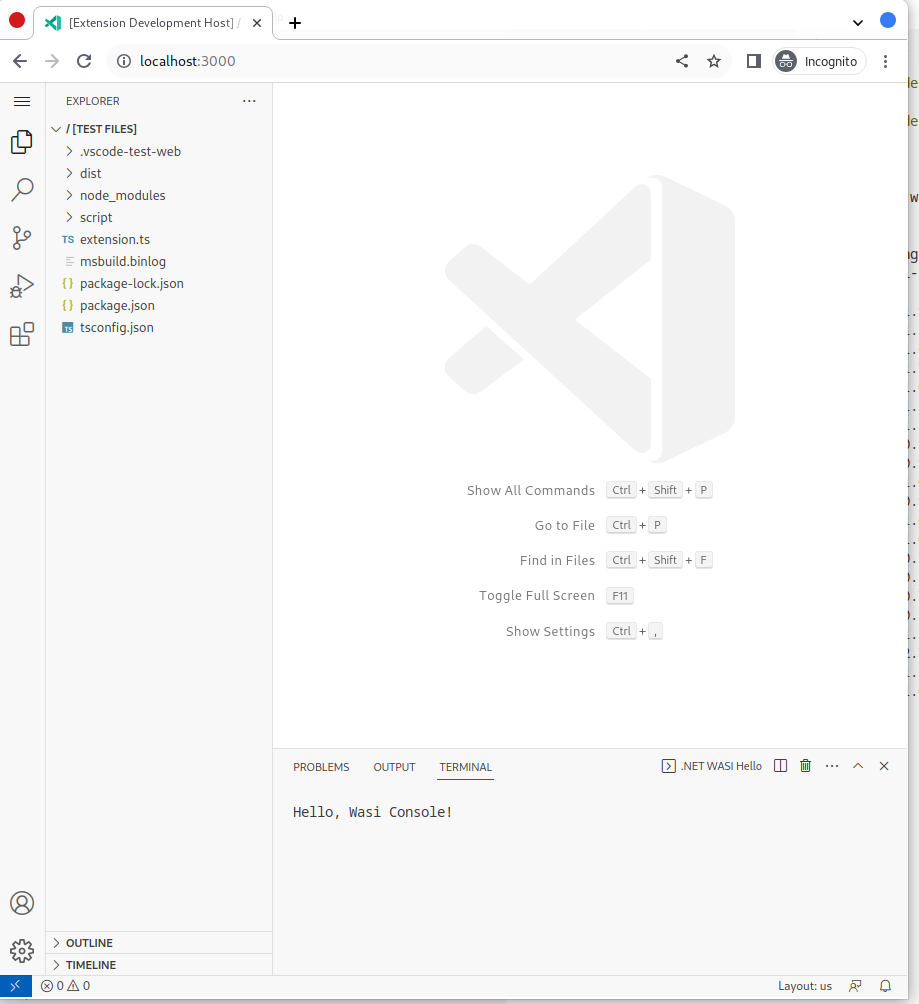 [Extension Development Host] /
localhost:3000
Incognito
EXPLORER
/ [TEST FILES]
.vscode-test-web
dist
node_modules
script
TS extension.ts
msbuild.binlog
{} package-lock.json
{} package.json
TS tsconfig.json
Show All Commands Ctrl + Shift + P
Go to File Ctrl + P
Find in Files Ctrl + Shift + F
Toggle Full Screen F11
Show Settings Ctrl + ,
PROBLEMS OUTPUT TERMINAL .NET WASI Hello
Hello, Wasi Console!
OUTLINE
TIMELINE
0 0 Layout: us